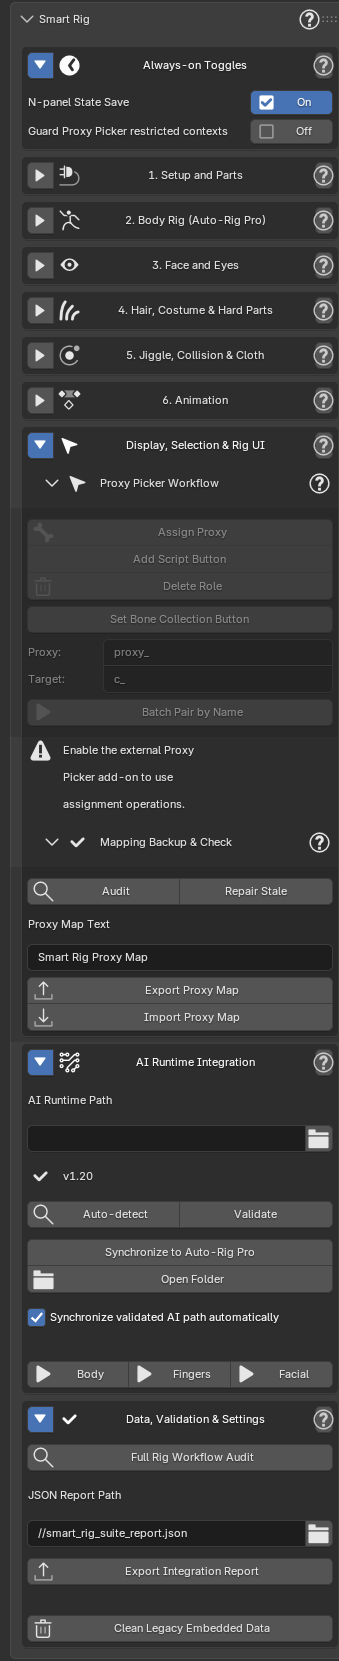 Smart Rig
Always-on Toggles
N-panel State Save
On
Guard Proxy Picker restricted contexts
Off
1. Setup and Parts
2. Body Rig (Auto-Rig Pro)
3. Face and Eyes
4. Hair, Costume & Hard Parts
5. Jiggle, Collision & Cloth
6. Animation
Display, Selection & Rig UI
Proxy Picker Workflow
Assign Proxy
Add Script Button
Delete Role
Set Bone Collection Button
Proxy:
proxy_
Target:
c_
Batch Pair by Name
Enable the external Proxy
Picker add-on to use
assignment operations.
Mapping Backup & Check
Audit
Repair Stale
Proxy Map Text
Smart Rig Proxy Map
Export Proxy Map
Import Proxy Map
AI Runtime Integration
AI Runtime Path
v1.20
Auto-detect
Validate
Synchronize to Auto-Rig Pro
Open Folder
Synchronize validated AI path automatically
Body
Fingers
Facial
Data, Validation & Settings
Full Rig Workflow Audit
JSON Report Path
//smart_rig_suite_report.json
Export Integration Report
Clean Legacy Embedded Data